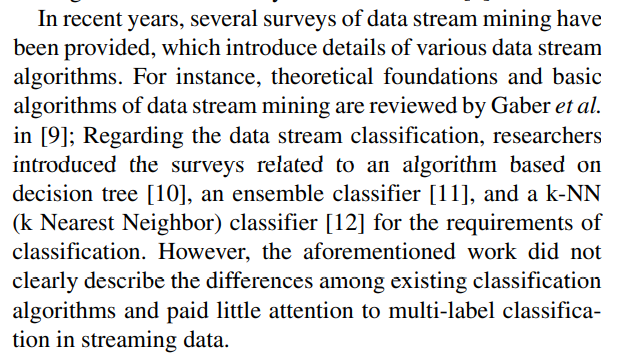 In recent years, several surveys of data stream mining have
been provided, which introduce details of various data stream
algorithms. For instance, theoretical foundations and basic
algorithms of data stream mining are reviewed by Gaber et al.
in [9]; Regarding the data stream classification, researchers
introduced the surveys related to an algorithm based on
decision tree [10], an ensemble classifier [11], and a k-NN
(k Nearest Neighbor) classifier [12] for the requirements of
classification. However, the aforementioned work did not
clearly describe the differences among existing classification
algorithms and paid little attention to multi-label classifica-
tion in streaming data.